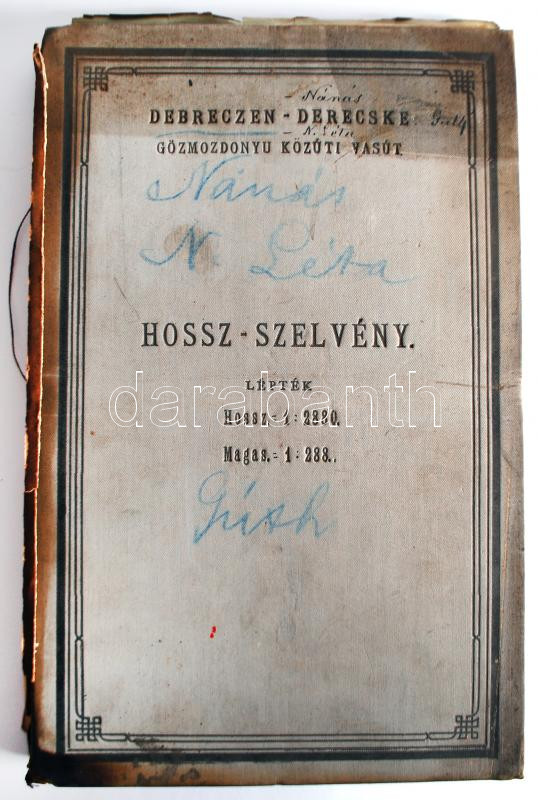 - Nánás
DEBRECZEN - DERECSKE
- N. Léta
GŐZMOZDONYU KÖZÚTI VASÚT.
Nánás
N. Léta
HOSSZ - SZELVÉNY.
LÉPTÉK
Hossz.= 1 : 2880.
Magas.= 1 : 288.
darabanth
Gúth